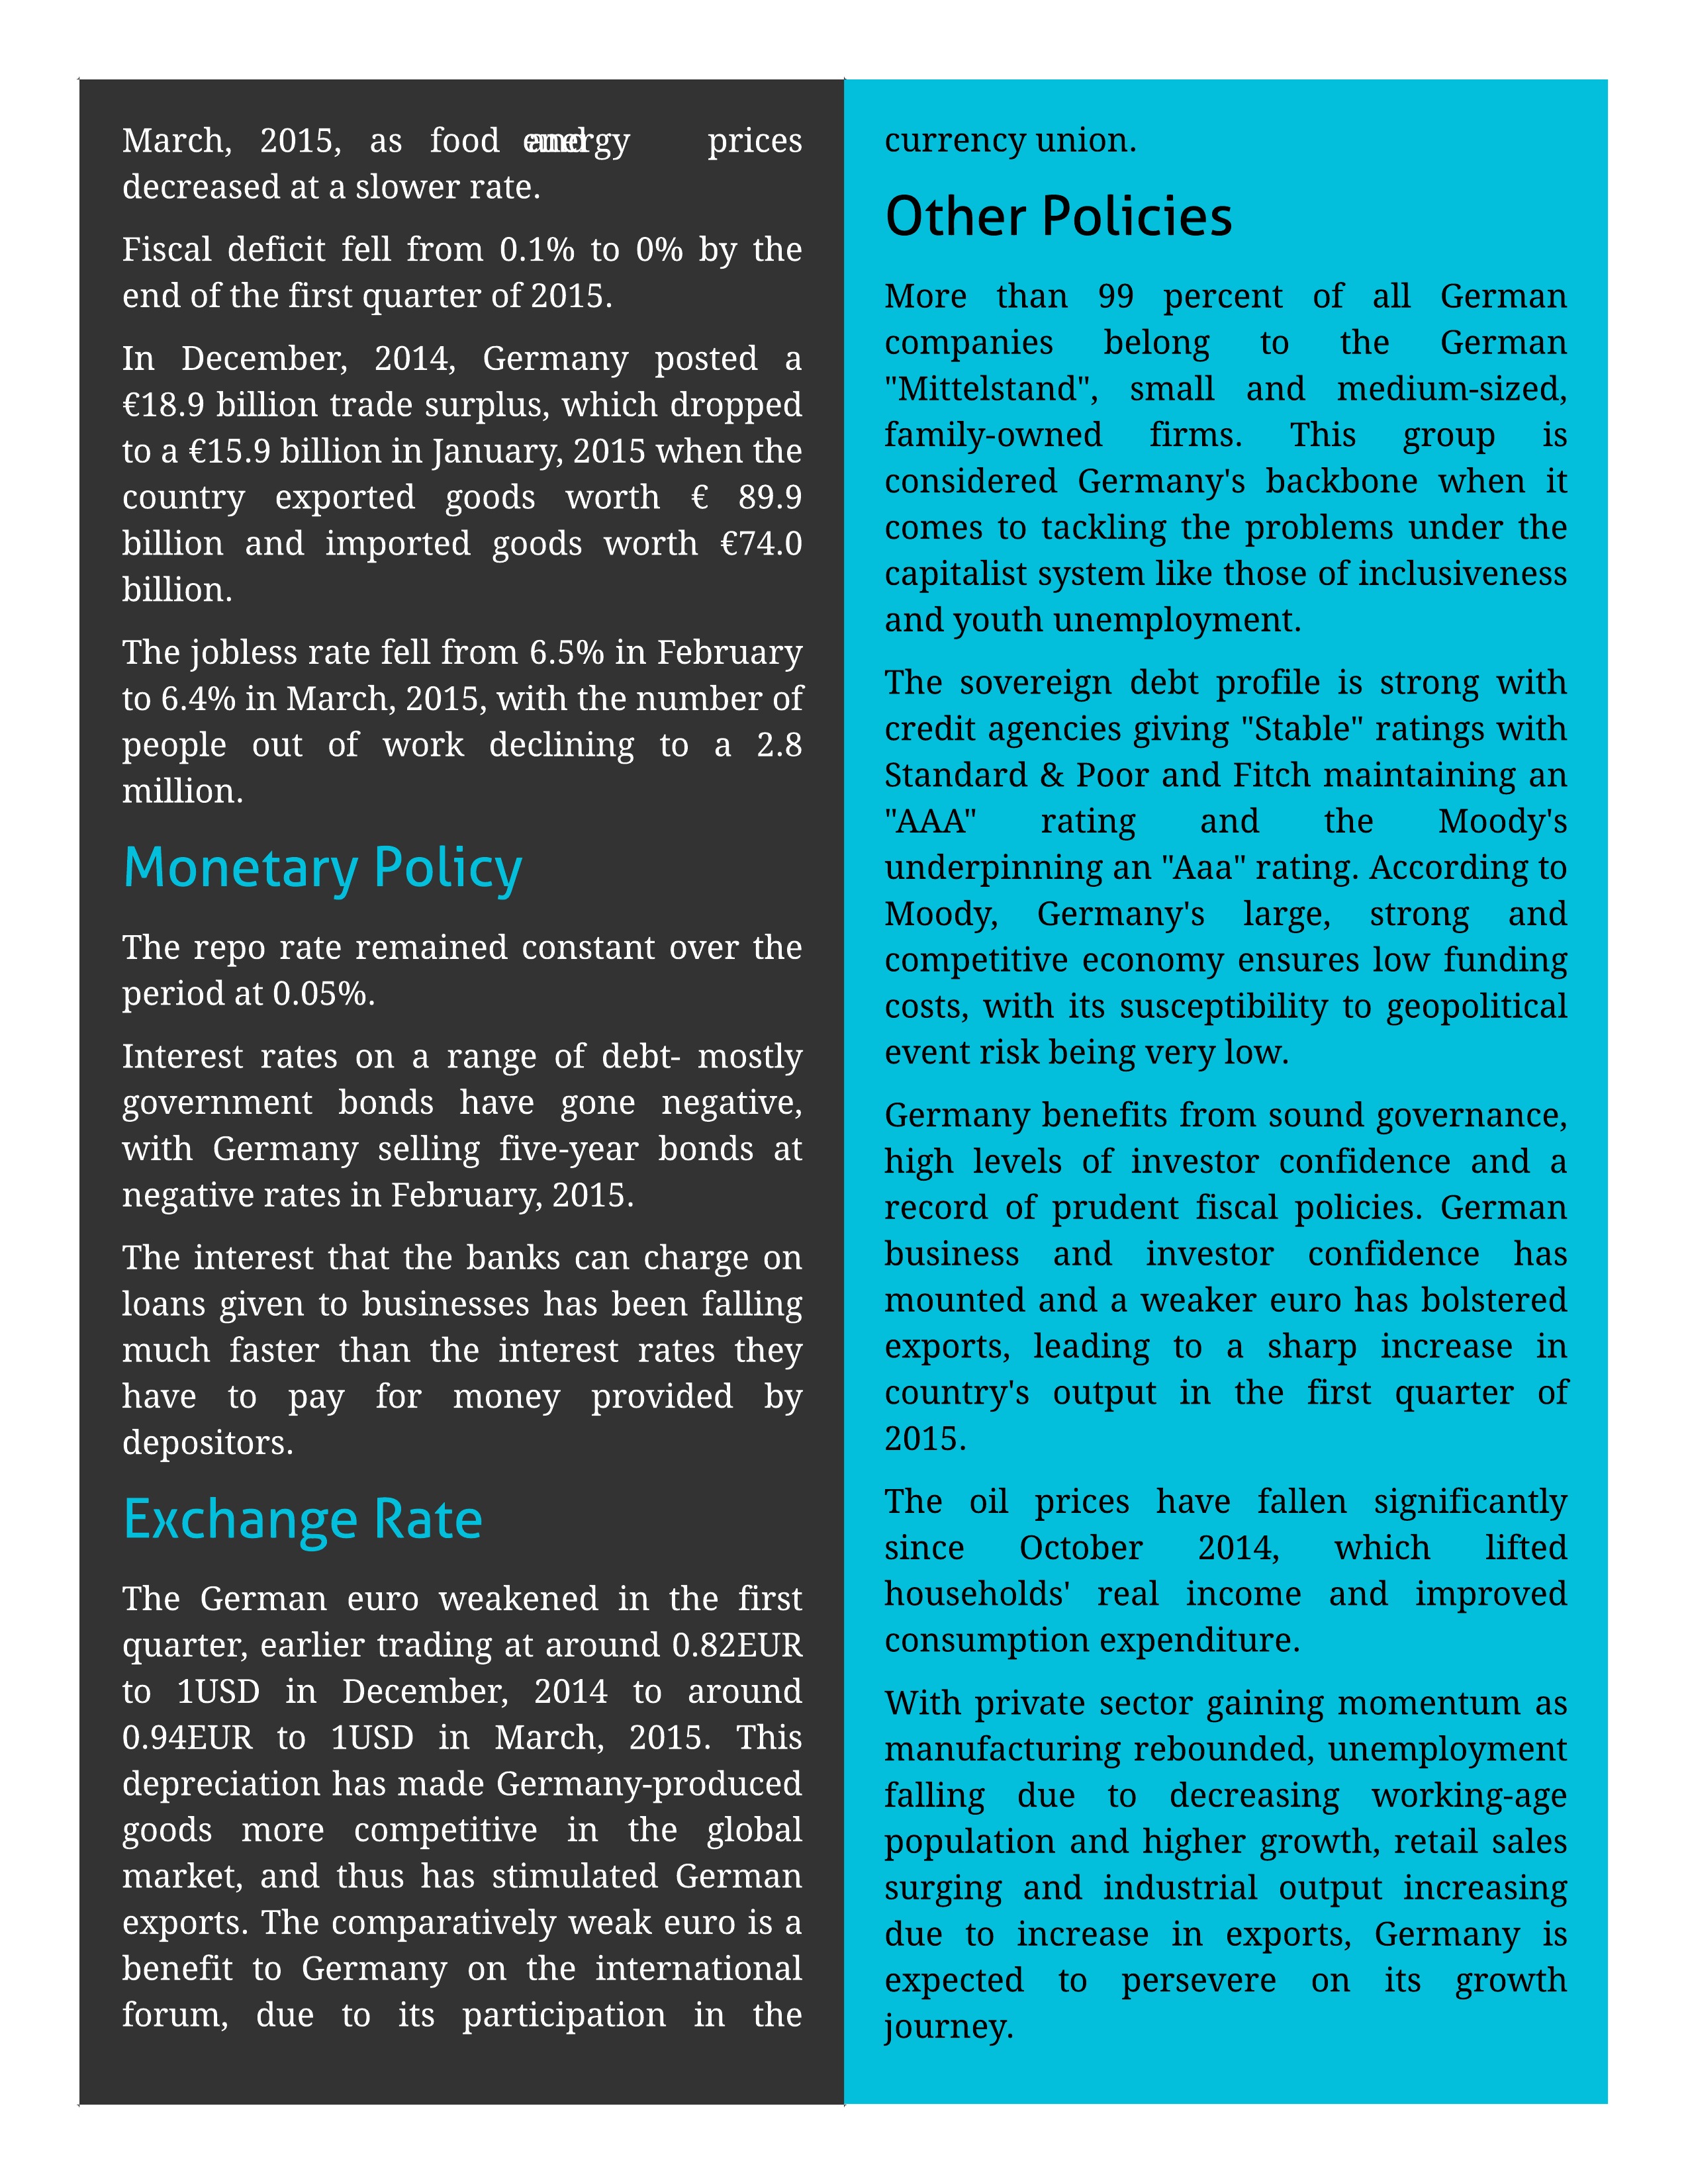 March, 2015, as food and energy prices
decreased at a slower rate.
Fiscal deficit fell from 0.1% to 0% by the
end of the first quarter of 2015.
In December, 2014, Germany posted a
€18.9 billion trade surplus, which dropped
to a €15.9 billion in January, 2015 when the
country exported goods worth € 89.9
billion and imported goods worth €74.0
billion.
The jobless rate fell from 6.5% in February
to 6.4% in March, 2015, with the number of
people out of work declining to a 2.8
million.
Monetary Policy
The repo rate remained constant over the
period at 0.05%.
Interest rates on a range of debt- mostly
government bonds have gone negative,
with Germany selling five-year bonds at
negative rates in February, 2015.
The interest that the banks can charge on
loans given to businesses has been falling
much faster than the interest rates they
have to pay for money provided by
depositors.
Exchange Rate
The German euro weakened in the first
quarter, earlier trading at around 0.82EUR
to 1USD in December, 2014 to around
0.94EUR to 1USD in March, 2015. This
depreciation has made Germany-produced
goods more competitive in the global
market, and thus has stimulated German
exports. The comparatively weak euro is a
benefit to Germany on the international
forum, due to its participation in the
currency union.
Other Policies
More than 99 percent of all German
companies belong to the German
"Mittelstand", small and medium-sized,
family-owned firms. This group is
considered Germany's backbone when it
comes to tackling the problems under the
capitalist system like those of inclusiveness
and youth unemployment.
The sovereign debt profile is strong with
credit agencies giving "Stable" ratings with
Standard & Poor and Fitch maintaining an
"AAA" rating and the Moody's
underpinning an "Aaa" rating. According to
Moody, Germany's large, strong and
competitive economy ensures low funding
costs, with its susceptibility to geopolitical
event risk being very low.
Germany benefits from sound governance,
high levels of investor confidence and a
record of prudent fiscal policies. German
business and investor confidence has
mounted and a weaker euro has bolstered
exports, leading to a sharp increase in
country's output in the first quarter of
2015.
The oil prices have fallen significantly
since October 2014, which lifted
households' real income and improved
consumption expenditure.
With private sector gaining momentum as
manufacturing rebounded, unemployment
falling due to decreasing working-age
population and higher growth, retail sales
surging and industrial output increasing
due to increase in exports, Germany is
expected to persevere on its growth
journey.